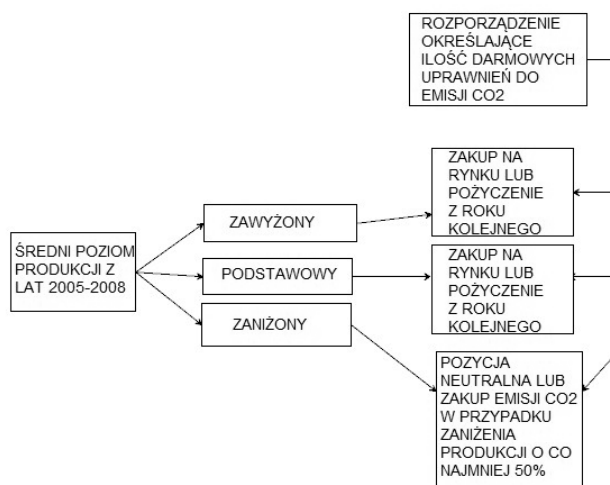 ROZPORZĄDZENIE
OKREŚLAJĄCE
ILOŚĆ DARMOWYCH
UPRAWNIEŃ DO
EMISJI CO2
ZAKUP NA
RYNKU LUB
POŻYCZENIE
Z ROKU
KOLEJNEGO
ZAWYŻONY
ŚREDNI POZIOM
PRODUKCJI Z
LAT 2005-2008
PODSTAWOWY
ZAKUP NA
RYNKU LUB
POŻYCZENIE
Z ROKU
KOLEJNEGO
ZANIŻONY
POZYCJA
NEUTRALNA LUB
ZAKUP EMISJI CO2
W PRZYPADKU
ZANIŻENIA
PRODUKCJI O CO
NAJMNIEJ 50%